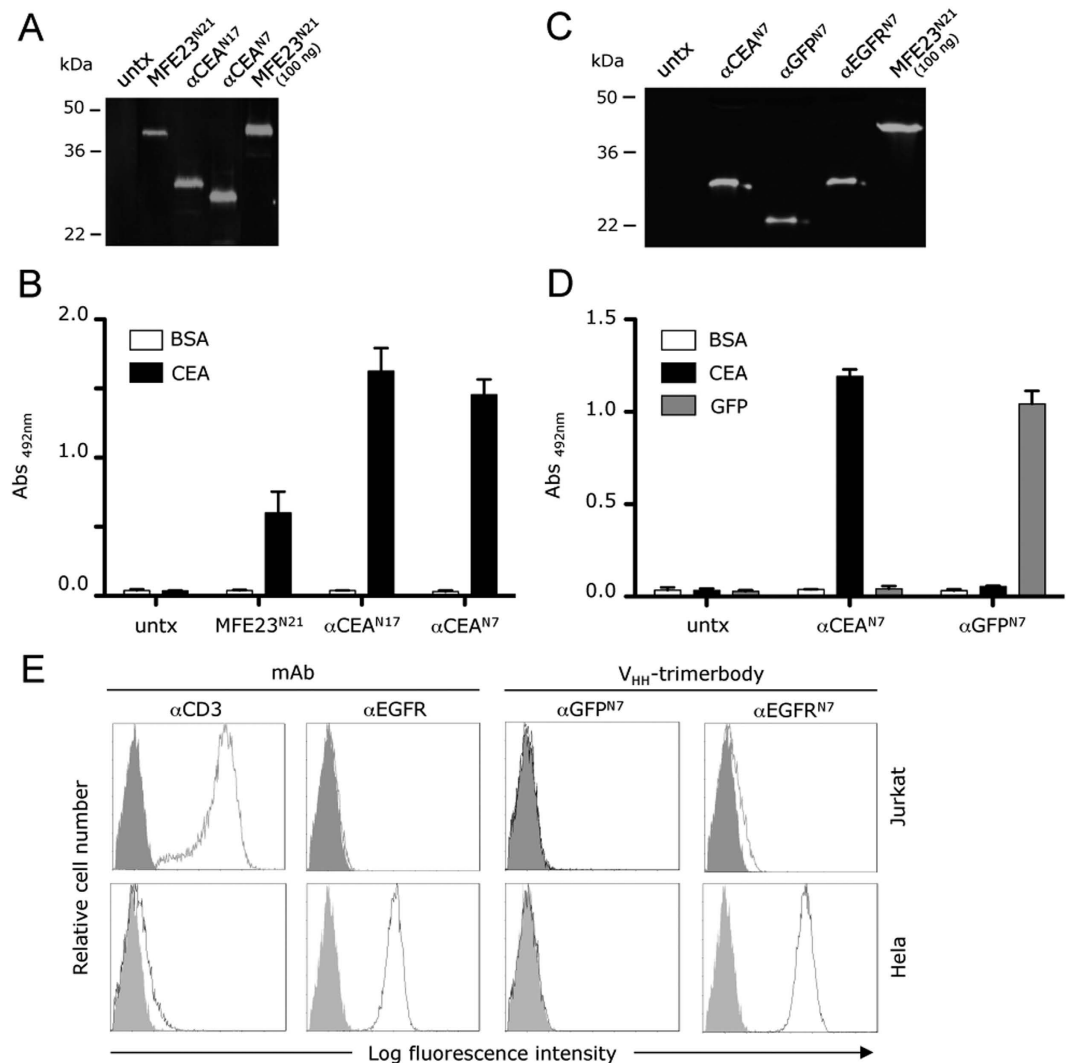 A
kDa
untx
MFE23N21
αCEAN17
αCEAN7
MFE23N21
(100 ng)
50
36
22
C
kDa
untx
αCEAN7
αGFPN7
αEGFRN7
MFE23N21
(100 ng)
50
36
22
B
2.0
1.0
0.0
Abs 492nm
BSA
CEA
untx
MFE23N21
αCEAN17
αCEAN7
D
1.5
1.0
0.5
0.0
Abs 492nm
BSA
CEA
GFP
untx
αCEAN7
αGFPN7
E
mAb
VHH-trimerbody
αCD3
αEGFR
αGFPN7
αEGFRN7
Relative cell number
Jurkat
Hela
Log fluorescence intensity